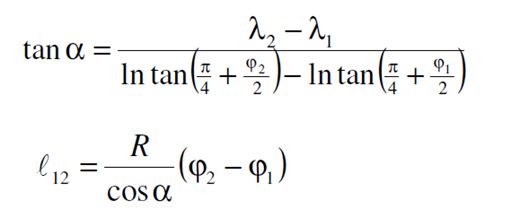 tan α = λ₂ – λ₁ / ln tan(π/4 + φ₂/2) – ln tan(π/4 + φ₁/2)
ℓ₁₂ = R / cos α (φ₂ – φ₁)